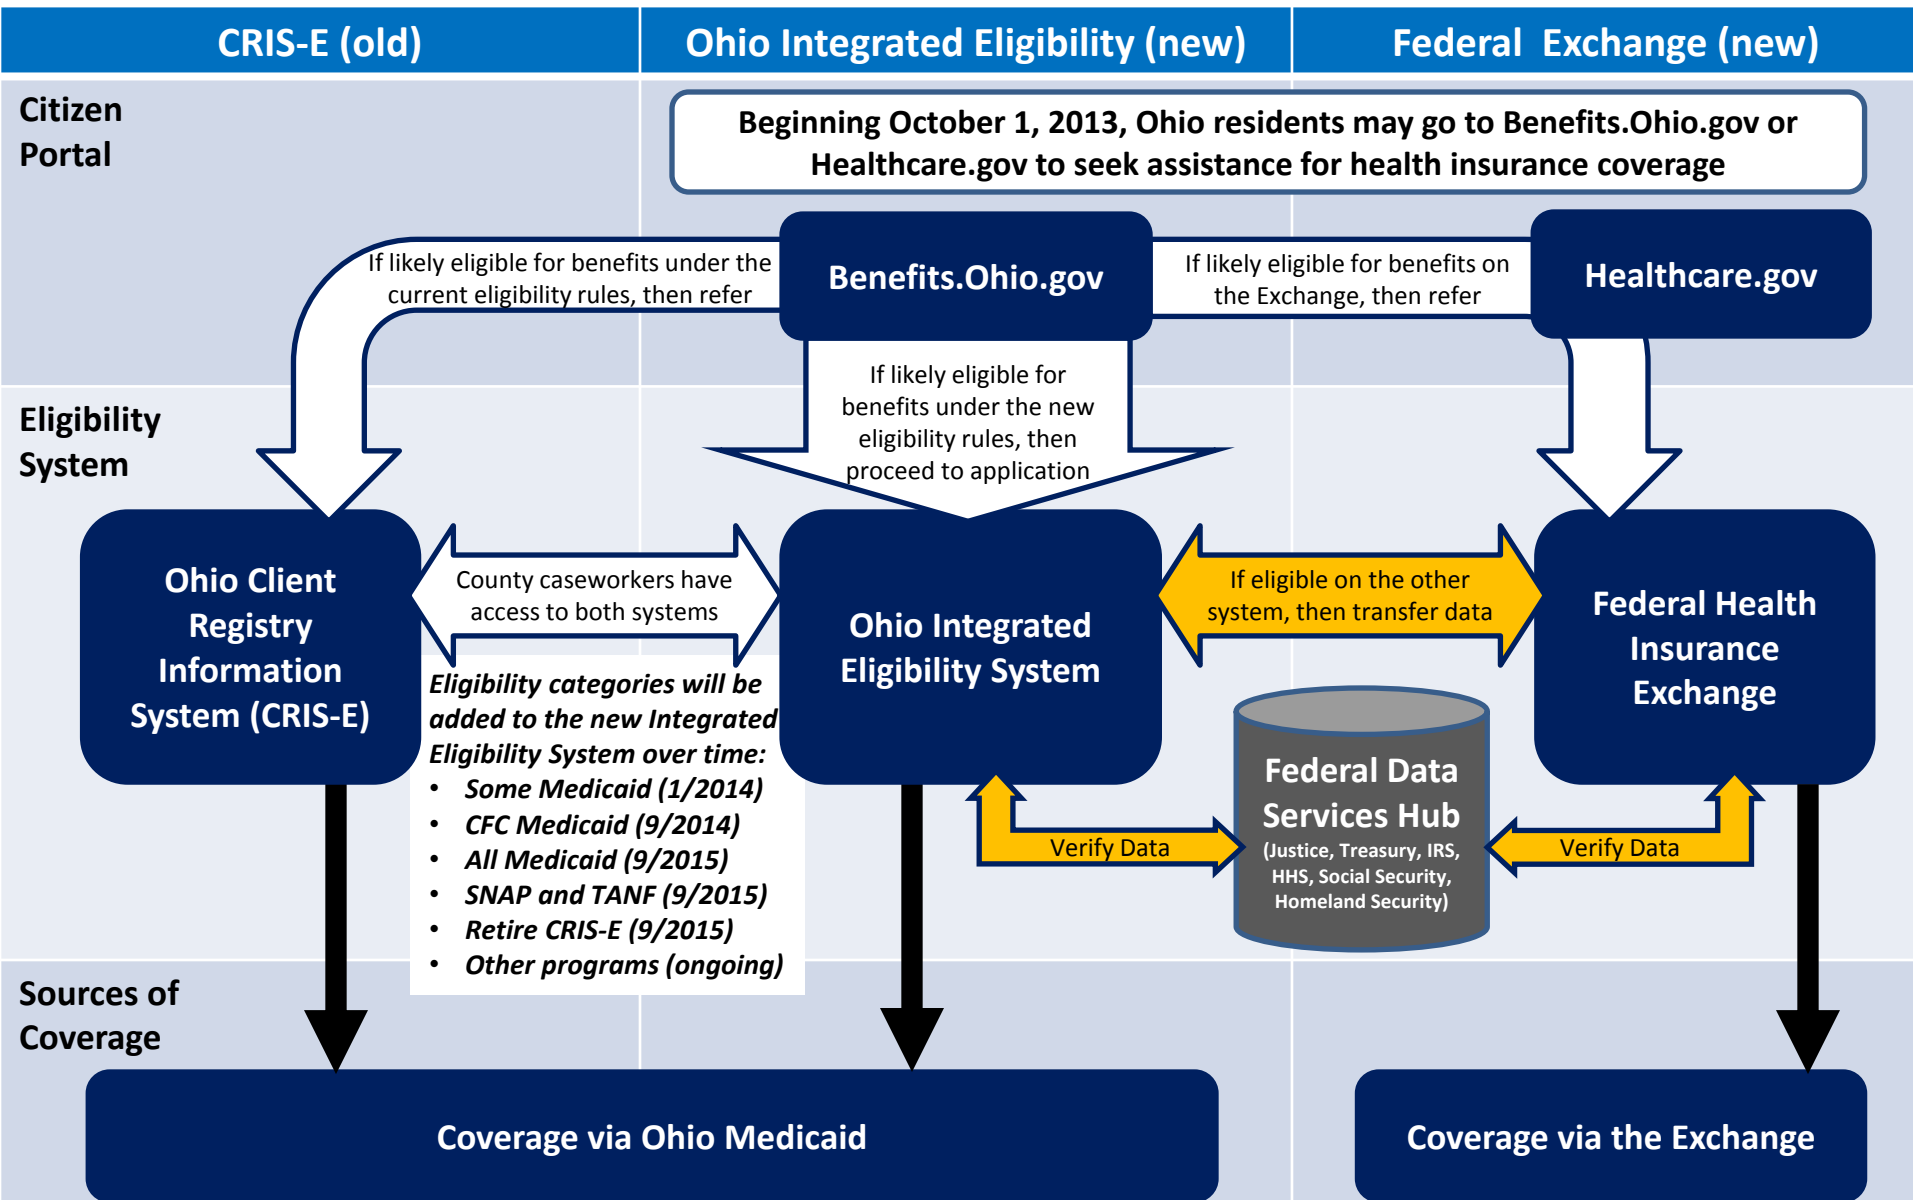 CRIS-E (old)
Ohio Integrated Eligibility (new)
Federal Exchange (new)
Citizen
Portal
Beginning October 1, 2013, Ohio residents may go to Benefits.Ohio.gov or
Healthcare.gov to seek assistance for health insurance coverage
If likely eligible for benefits under the
current eligibility rules, then refer
Benefits.Ohio.gov
If likely eligible for benefits on
the Exchange, then refer
Healthcare.gov
If likely eligible for
benefits under the new
eligibility rules, then
proceed to application
Eligibility
System
Ohio Client
Registry
Information
System (CRIS-E)
County caseworkers have
access to both systems
Ohio Integrated
Eligibility System
If eligible on the other
system, then transfer data
Federal Health
Insurance
Exchange
Eligibility categories will be
added to the new Integrated
Eligibility System over time:
• Some Medicaid (1/2014)
• CFC Medicaid (9/2014)
• All Medicaid (9/2015)
• SNAP and TANF (9/2015)
• Retire CRIS-E (9/2015)
• Other programs (ongoing)
Verify Data
Federal Data
Services Hub
(Justice, Treasury, IRS,
HHS, Social Security,
Homeland Security)
Verify Data
Sources of
Coverage
Coverage via Ohio Medicaid
Coverage via the Exchange